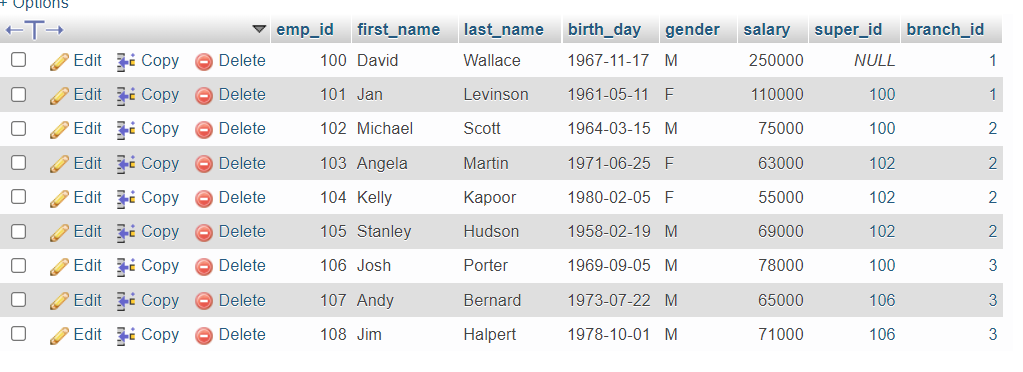 + Options
emp_id first_name last_name birth_day gender salary super_id branch_id
Edit Copy Delete 100 David Wallace 1967-11-17 M 250000 NULL 1
Edit Copy Delete 101 Jan Levinson 1961-05-11 F 110000 100 1
Edit Copy Delete 102 Michael Scott 1964-03-15 M 75000 100 2
Edit Copy Delete 103 Angela Martin 1971-06-25 F 63000 102 2
Edit Copy Delete 104 Kelly Kapoor 1980-02-05 F 55000 102 2
Edit Copy Delete 105 Stanley Hudson 1958-02-19 M 69000 102 2
Edit Copy Delete 106 Josh Porter 1969-09-05 M 78000 100 3
Edit Copy Delete 107 Andy Bernard 1973-07-22 M 65000 106 3
Edit Copy Delete 108 Jim Halpert 1978-10-01 M 71000 106 3